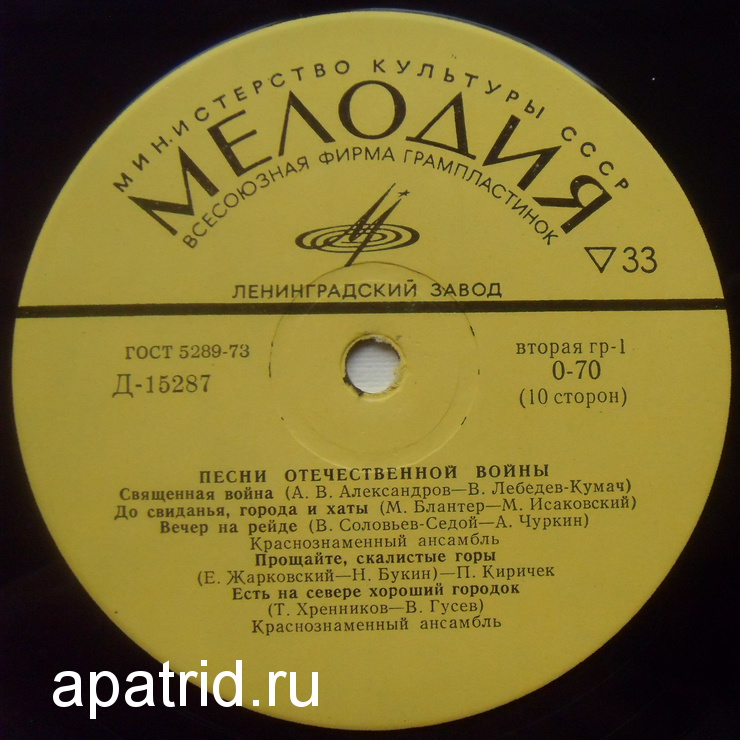 МИНИСТЕРСТВО КУЛЬТУРЫ СССР
МЕЛОДИЯ
ВСЕСОЮЗНАЯ ФИРМА ГРАМПЛАСТИНОК
33
ЛЕНИНГРАДСКИЙ ЗАВОД
ГОСТ 5289-73
Д-15287
вторая гр-1
0-70
(10 сторон)
ПЕСНИ ОТЕЧЕСТВЕННОЙ ВОЙНЫ
Священная война (А. В. Александров—В. Лебедев-Кумач)
До свиданья, города и хаты (М. Блантер—М. Исаковский)
Вечер на рейде (В. Соловьев-Седой—А. Чуркин)
Краснознаменный ансамбль
Прощайте, скалистые горы
(Е. Жарковский—Н. Букин)—П. Киричек
Есть на севере хороший городок
(Т. Хренников—В. Гусев)
Краснознаменный ансамбль
apatrid.ru